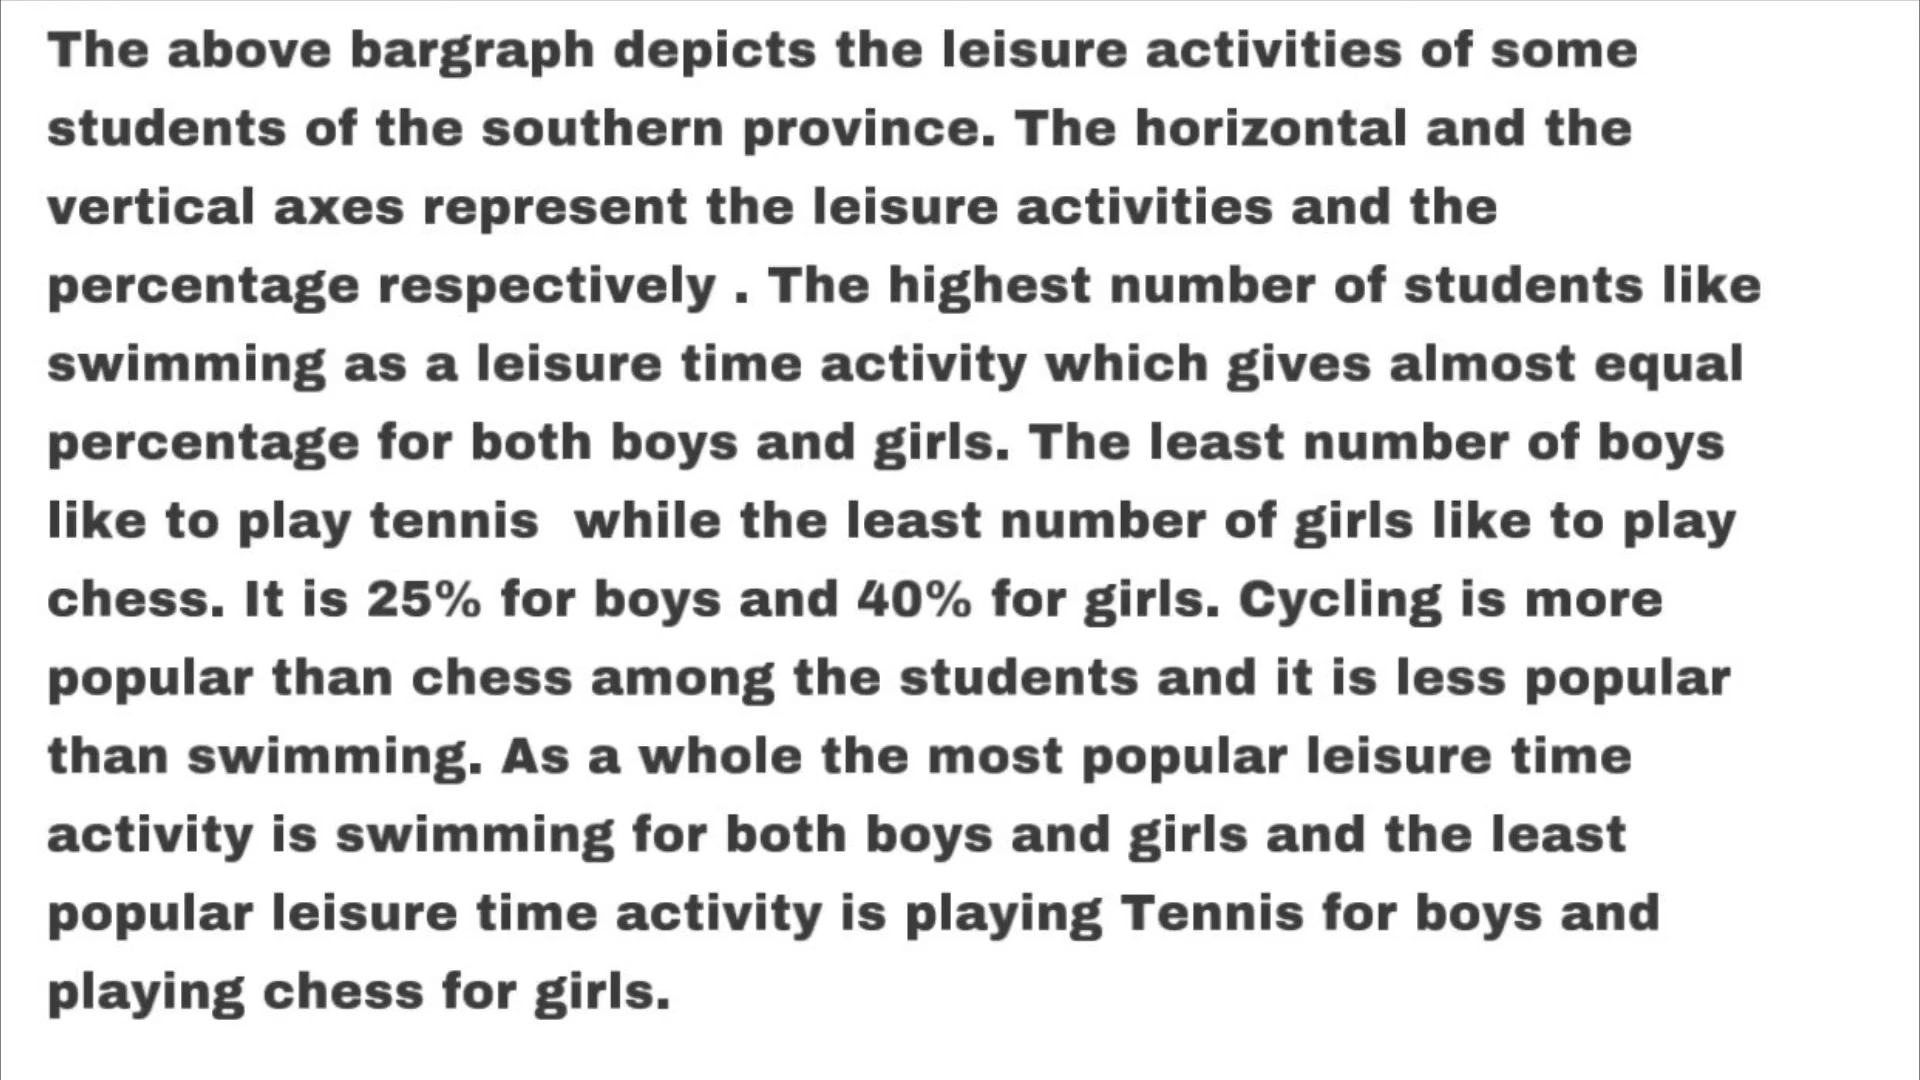 The above bargraph depicts the leisure activities of some
students of the southern province. The horizontal and the
vertical axes represent the leisure activities and the
percentage respectively . The highest number of students like
swimming as a leisure time activity which gives almost equal
percentage for both boys and girls. The least number of boys
like to play tennis  while the least number of girls like to play
chess. It is 25% for boys and 40% for girls. Cycling is more
popular than chess among the students and it is less popular
than swimming. As a whole the most popular leisure time
activity is swimming for both boys and girls and the least
popular leisure time activity is playing Tennis for boys and
playing chess for girls.